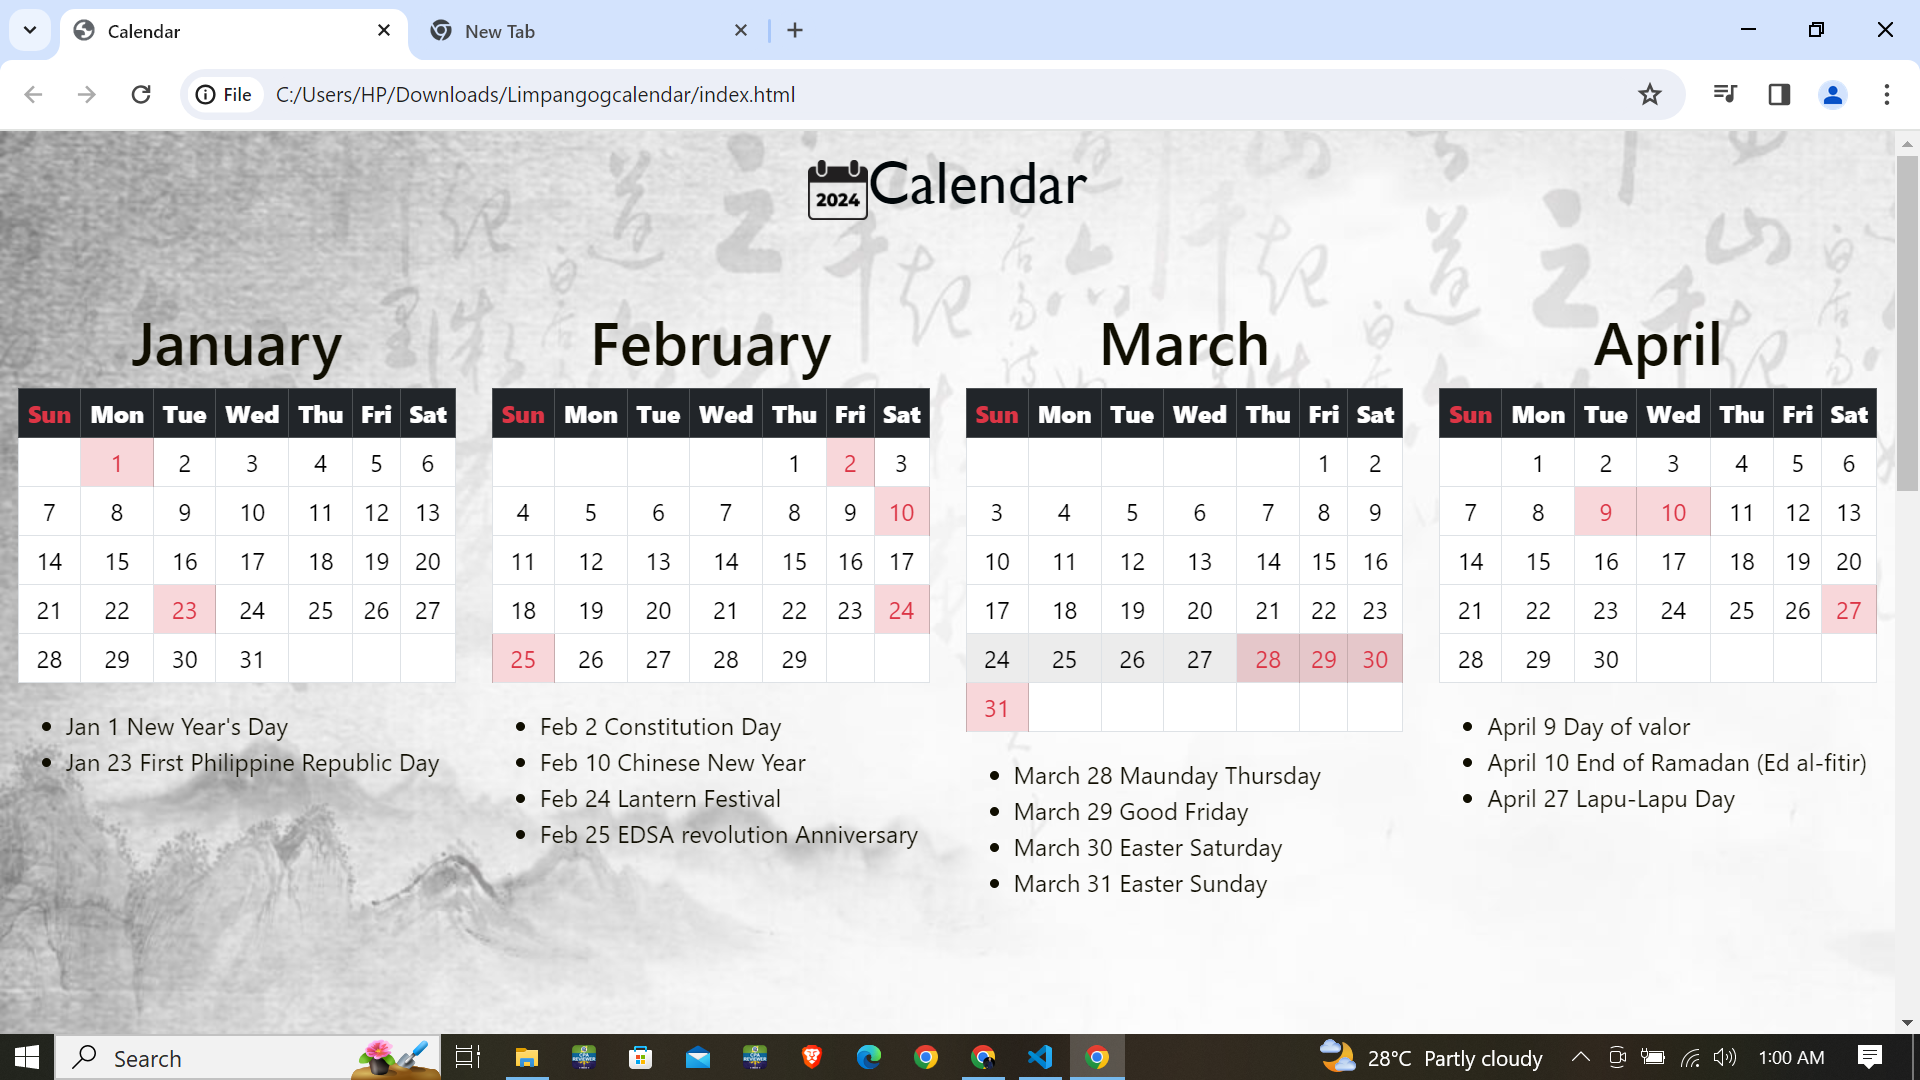 Calendar
New Tab
File
C:/Users/HP/Downloads/Limpangogcalendar/index.html
2024
Calendar
January
Sun Mon Tue Wed Thu Fri Sat
1 2 3 4 5 6
7 8 9 10 11 12 13
14 15 16 17 18 19 20
21 22 23 24 25 26 27
28 29 30 31
Jan 1 New Year's Day
Jan 23 First Philippine Republic Day
February
Sun Mon Tue Wed Thu Fri Sat
1 2 3
4 5 6 7 8 9 10
11 12 13 14 15 16 17
18 19 20 21 22 23 24
25 26 27 28 29
Feb 2 Constitution Day
Feb 10 Chinese New Year
Feb 24 Lantern Festival
Feb 25 EDSA revolution Anniversary
March
Sun Mon Tue Wed Thu Fri Sat
1 2
3 4 5 6 7 8 9
10 11 12 13 14 15 16
17 18 19 20 21 22 23
24 25 26 27 28 29 30
31
March 28 Maunday Thursday
March 29 Good Friday
March 30 Easter Saturday
March 31 Easter Sunday
April
Sun Mon Tue Wed Thu Fri Sat
1 2 3 4 5 6
7 8 9 10 11 12 13
14 15 16 17 18 19 20
21 22 23 24 25 26 27
28 29 30
April 9 Day of valor
April 10 End of Ramadan (Ed al-fitir)
April 27 Lapu-Lapu Day
Search
28°C Partly cloudy
1:00 AM